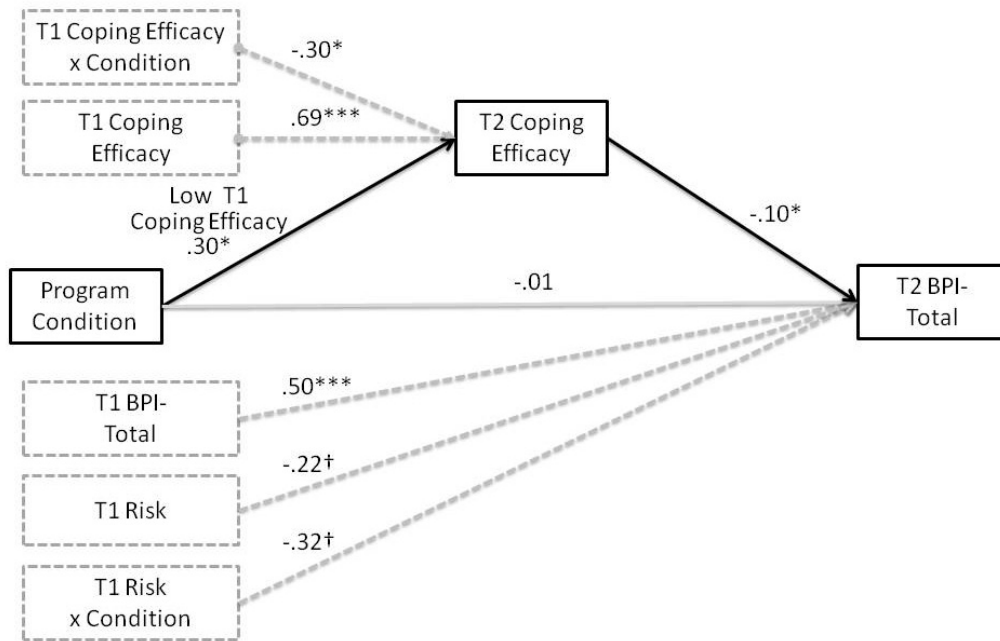 T1 Coping Efficacy
x Condition
-.30*
T1 Coping
Efficacy
.69***
T2 Coping
Efficacy
Low T1
Coping Efficacy
.30*
-.10*
Program
Condition
-.01
T2 BPI-
Total
T1 BPI-
Total
.50***
T1 Risk
-.22†
T1 Risk
x Condition
-.32†